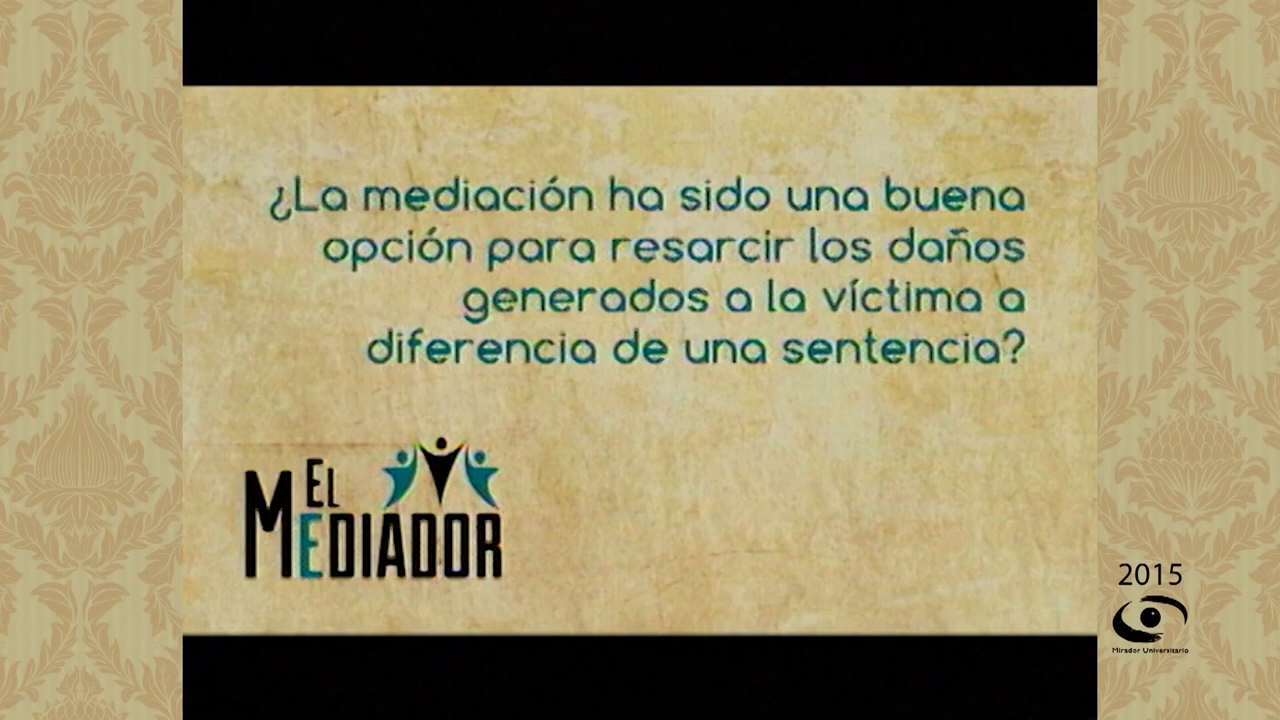 ¿La mediación ha sido una buena
opción para resarcir los daños
generados a la víctima a
diferencia de una sentencia?
EL
MEDIADOR
2015
Mirador Universitario